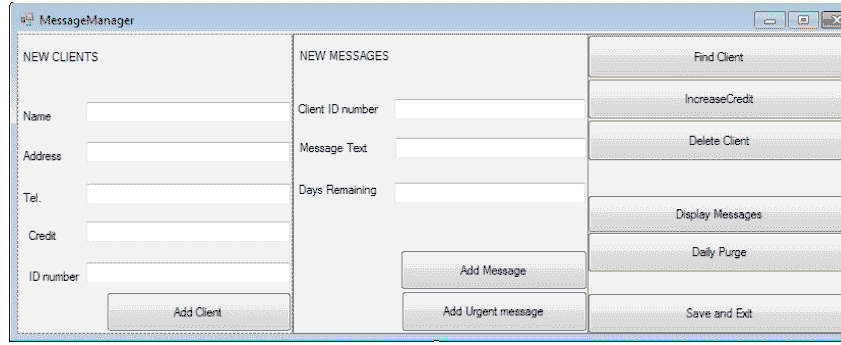 MessageManager
NEW CLIENTS
Name
Address
Tel.
Credit
ID number
Add Client
NEW MESSAGES
Client ID number
Message Text
Days Remaining
Add Message
Add Urgent message
Find Client
IncreaseCredit
Delete Client
Display Messages
Daily Purge
Save and Exit